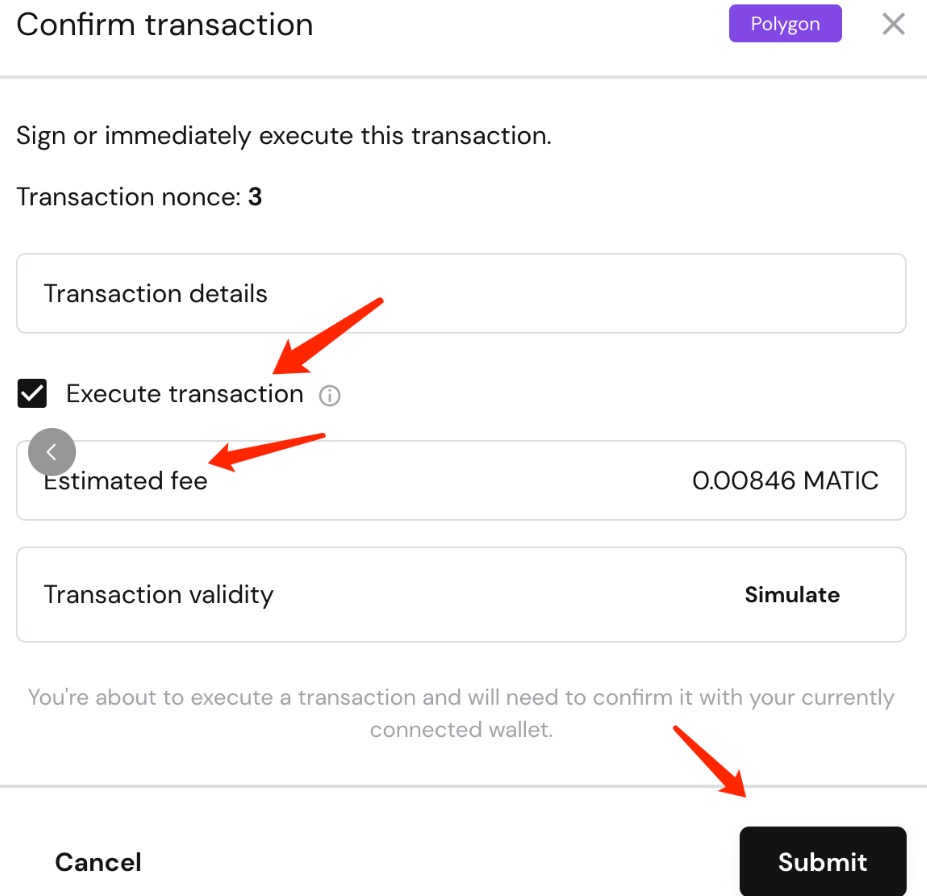 Confirm transaction
Polygon
Sign or immediately execute this transaction.
Transaction nonce: 3
Transaction details
Execute transaction
Estimated fee
0.00846 MATIC
Transaction validity
Simulate
You're about to execute a transaction and will need to confirm it with your currently
connected wallet.
Cancel
Submit